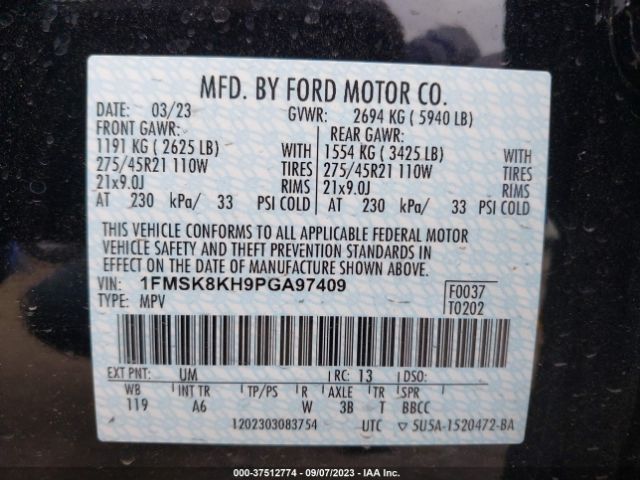 MFD. BY FORD MOTOR CO.
DATE: 03/23 GVWR: 2694 KG ( 5940 LB)
FRONT GAWR: REAR GAWR:
1191 KG ( 2625 LB) WITH 1554 KG ( 3425 LB) WITH
275/45R21 110W TIRES 275/45R21 110W TIRES
21x9.0J RIMS 21x9.0J RIMS
AT 230 kPa/ 33 PSI COLD AT 230 kPa/ 33 PSI COLD
THIS VEHICLE CONFORMS TO ALL APPLICABLE FEDERAL MOTOR
VEHICLE SAFETY AND THEFT PREVENTION STANDARDS IN
EFFECT ON THE DATE OF MANUFACTURE SHOWN ABOVE.
VIN: 1FMSK8KH9PGA97409 F0037
TYPE: MPV T0202
EXT PNT: UM RC: 13 DSO:
WB INT TR TP/PS R AXLE TR SPR
119 A6 W 3B T BBCC
1202303083754 UTC 5U5A-1520472-BA
000-37512774 - 09/07/2023 - IAA Inc.